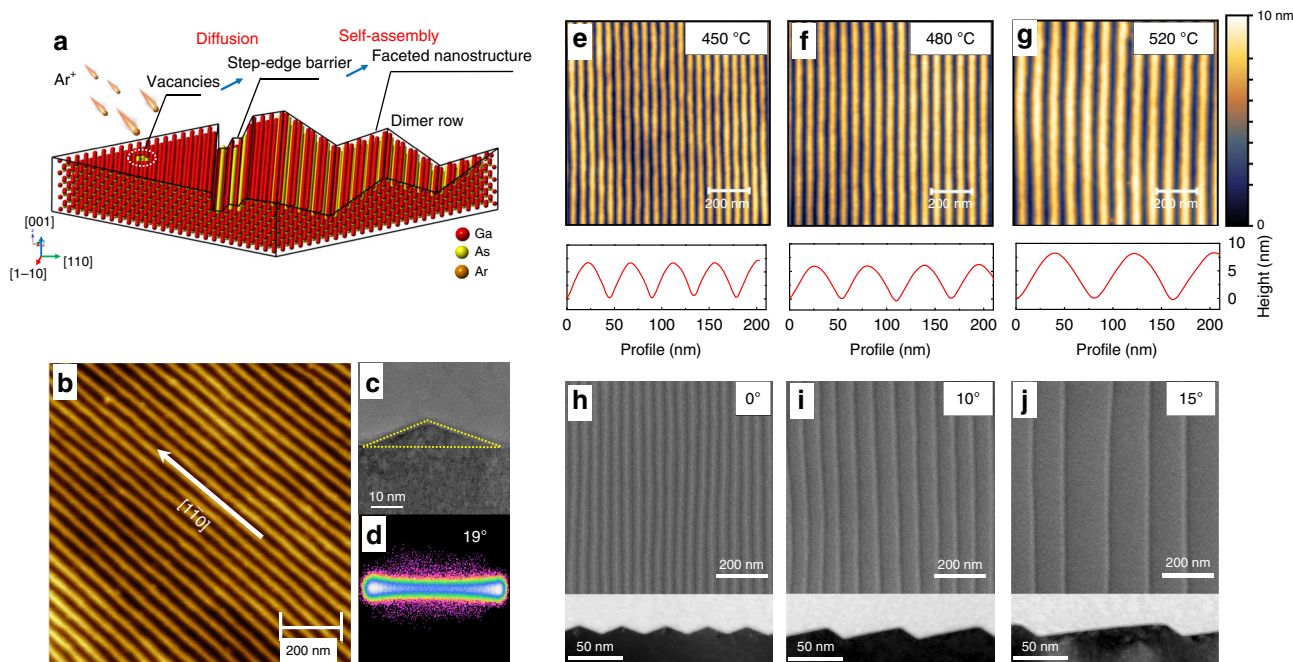 a
Diffusion
Self-assembly
Ar⁺
Vacancies
Step-edge barrier
Faceted nanostructure
Dimer row
[001]
[110]
[1–10]
Ga
As
Ar
e
450 °C
200 nm
f
480 °C
200 nm
g
520 °C
200 nm
10 nm
0
0 50 100 150 200
Profile (nm)
0 50 100 150 200
Profile (nm)
0 50 100 150 200
Profile (nm)
10
5
0
Height (nm)
b
[110]
200 nm
c
10 nm
d
19°
h
0°
200 nm
50 nm
i
10°
200 nm
50 nm
j
15°
200 nm
50 nm